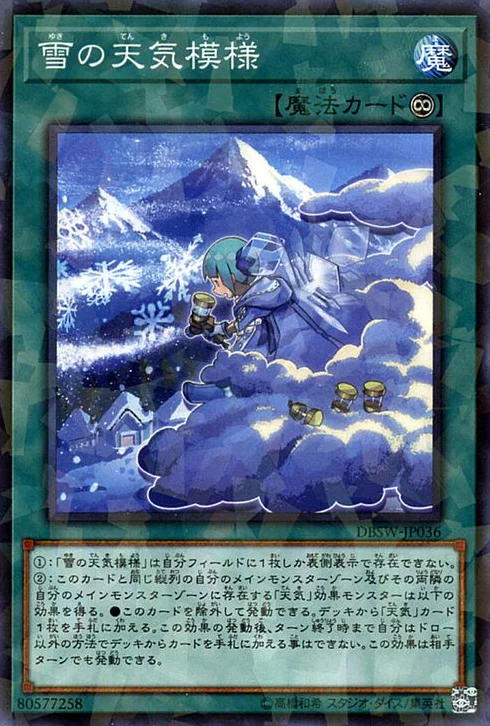 雪の天気模様
魔
【魔法カード】
DBSW-JP036
①:「雪の天気模様」は自分フィールドに1枚しか表側表示で存在できない。
②:このカードと同じ縦列の自分のメインモンスターゾーン及びその両隣
の自分のメインモンスターゾーンに存在する「天気」効果モンスターは以下の
効果を得る。●このカードを除外して発動できる。デッキから「天気」カード
1枚を手札に加える。この効果の発動後、ターン終了時まで自分はドロー
以外の方法でデッキからカードを手札に加える事はできない。この効果は相手
ターンでも発動できる。
80577258 ©高橋和希 スタジオ・ダイス/集英社